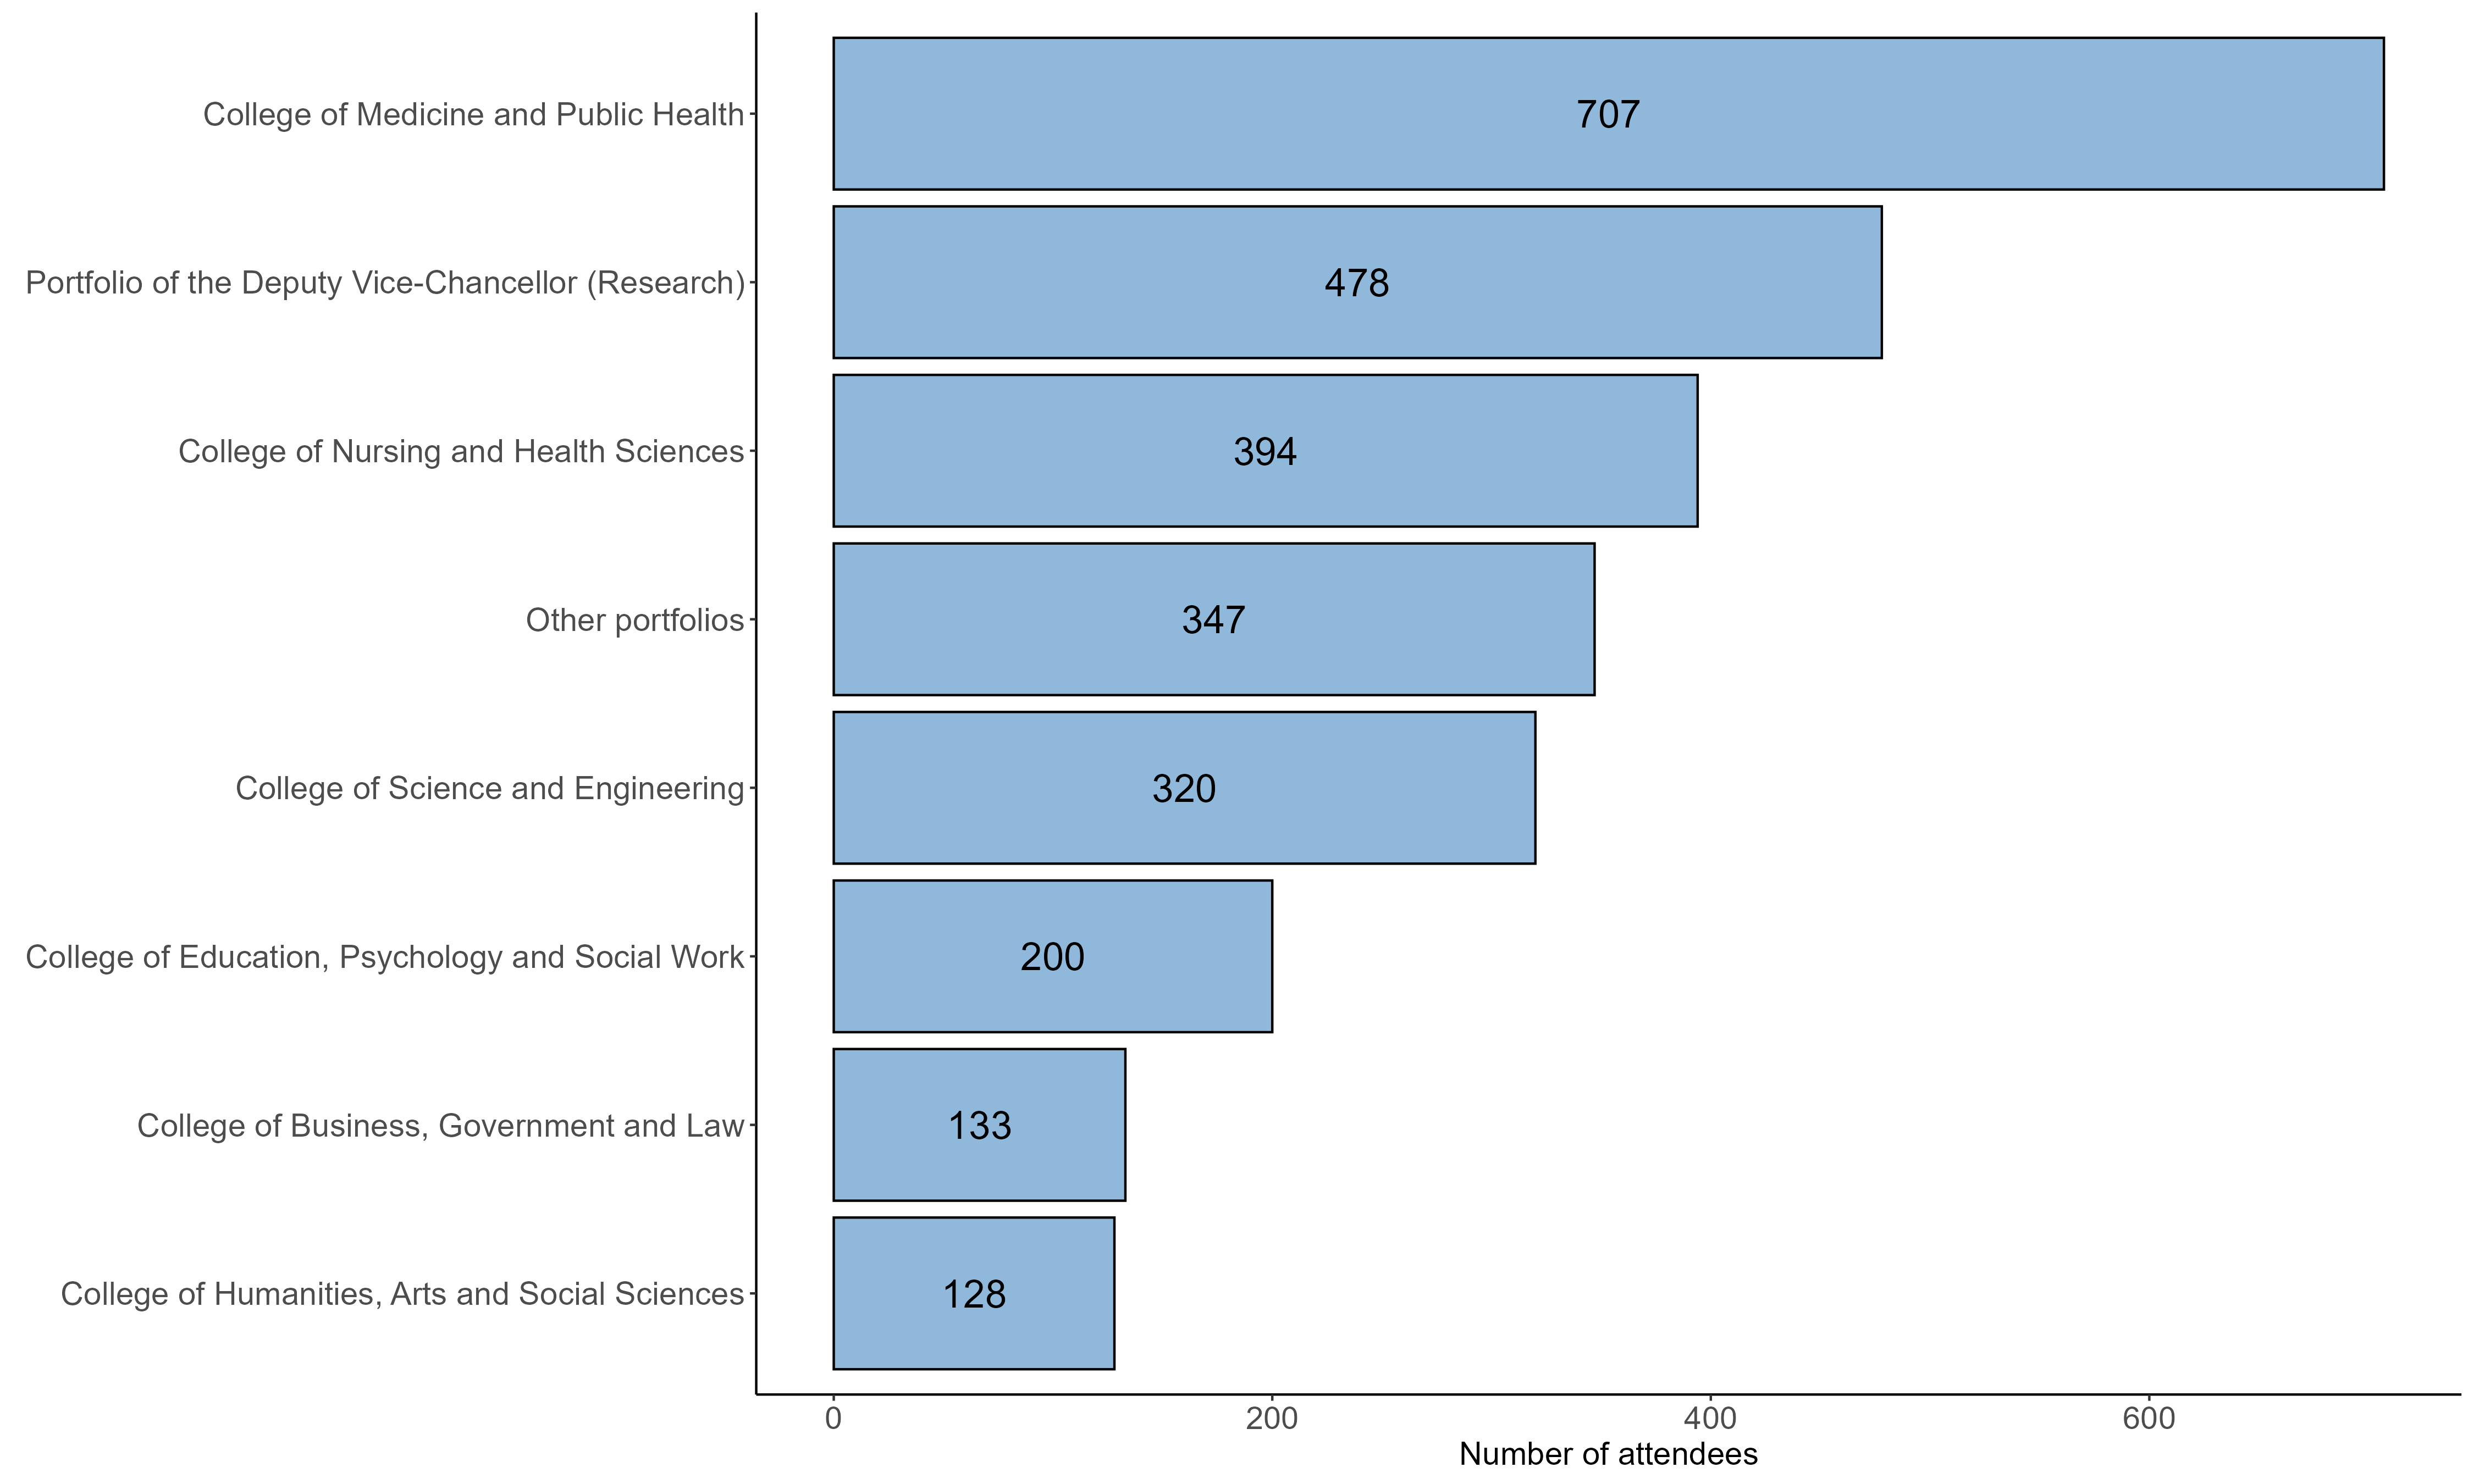 College of Medicine and Public Health
707
Portfolio of the Deputy Vice-Chancellor (Research)
478
College of Nursing and Health Sciences
394
Other portfolios
347
College of Science and Engineering
320
College of Education, Psychology and Social Work
200
College of Business, Government and Law
133
College of Humanities, Arts and Social Sciences
128
0 200 400 600
Number of attendees